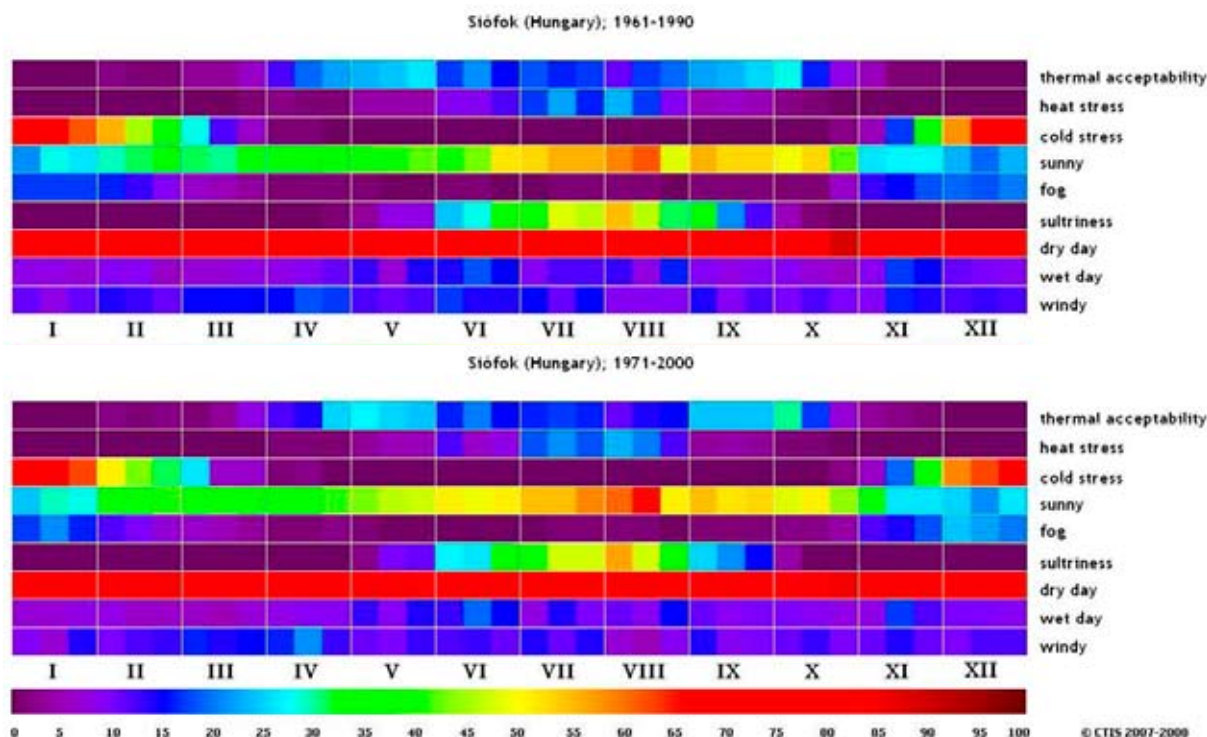 Siófok (Hungary); 1961-1990
thermal acceptability
heat stress
cold stress
sunny
fog
sultriness
dry day
wet day
windy
I II III IV V VI VII VIII IX X XI XII
Siófok (Hungary); 1971-2000
thermal acceptability
heat stress
cold stress
sunny
fog
sultriness
dry day
wet day
windy
I II III IV V VI VII VIII IX X XI XII
0 5 10 15 20 25 30 35 40 45 50 55 60 65 70 75 80 85 90 95 100 © CTIS 2007-2008